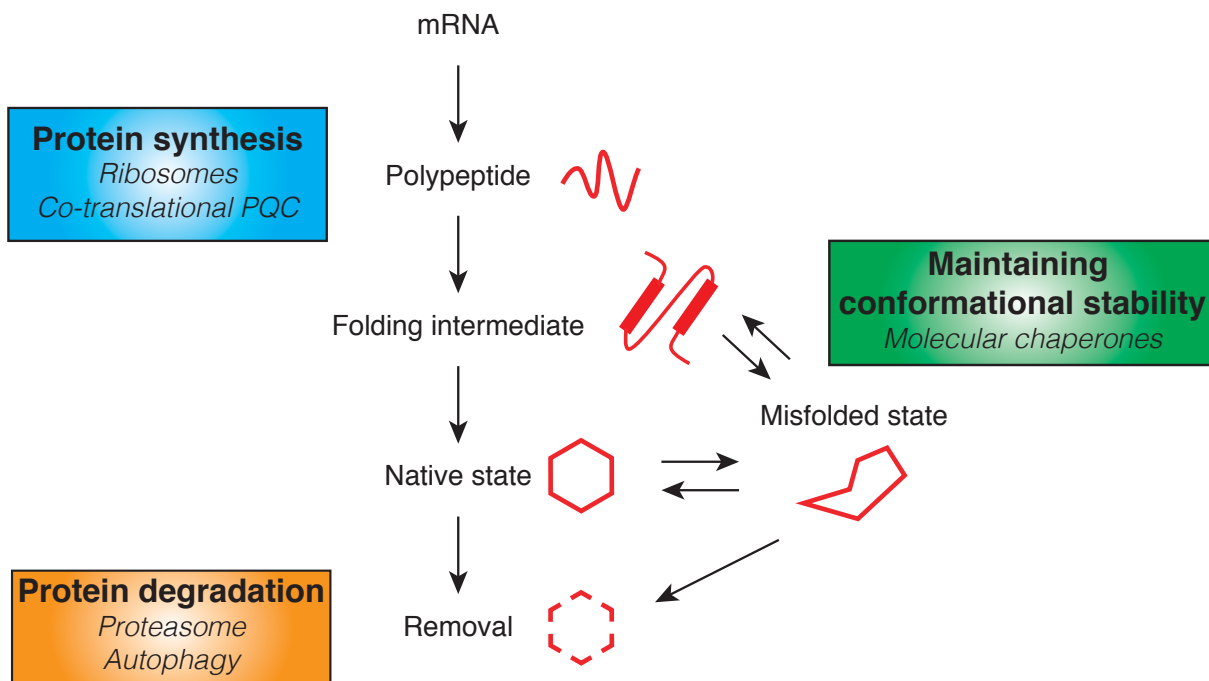 mRNA
Protein synthesis
Ribosomes
Co-translational PQC
Polypeptide
Maintaining
conformational stability
Molecular chaperones
Folding intermediate
Misfolded state
Native state
Protein degradation
Proteasome
Autophagy
Removal